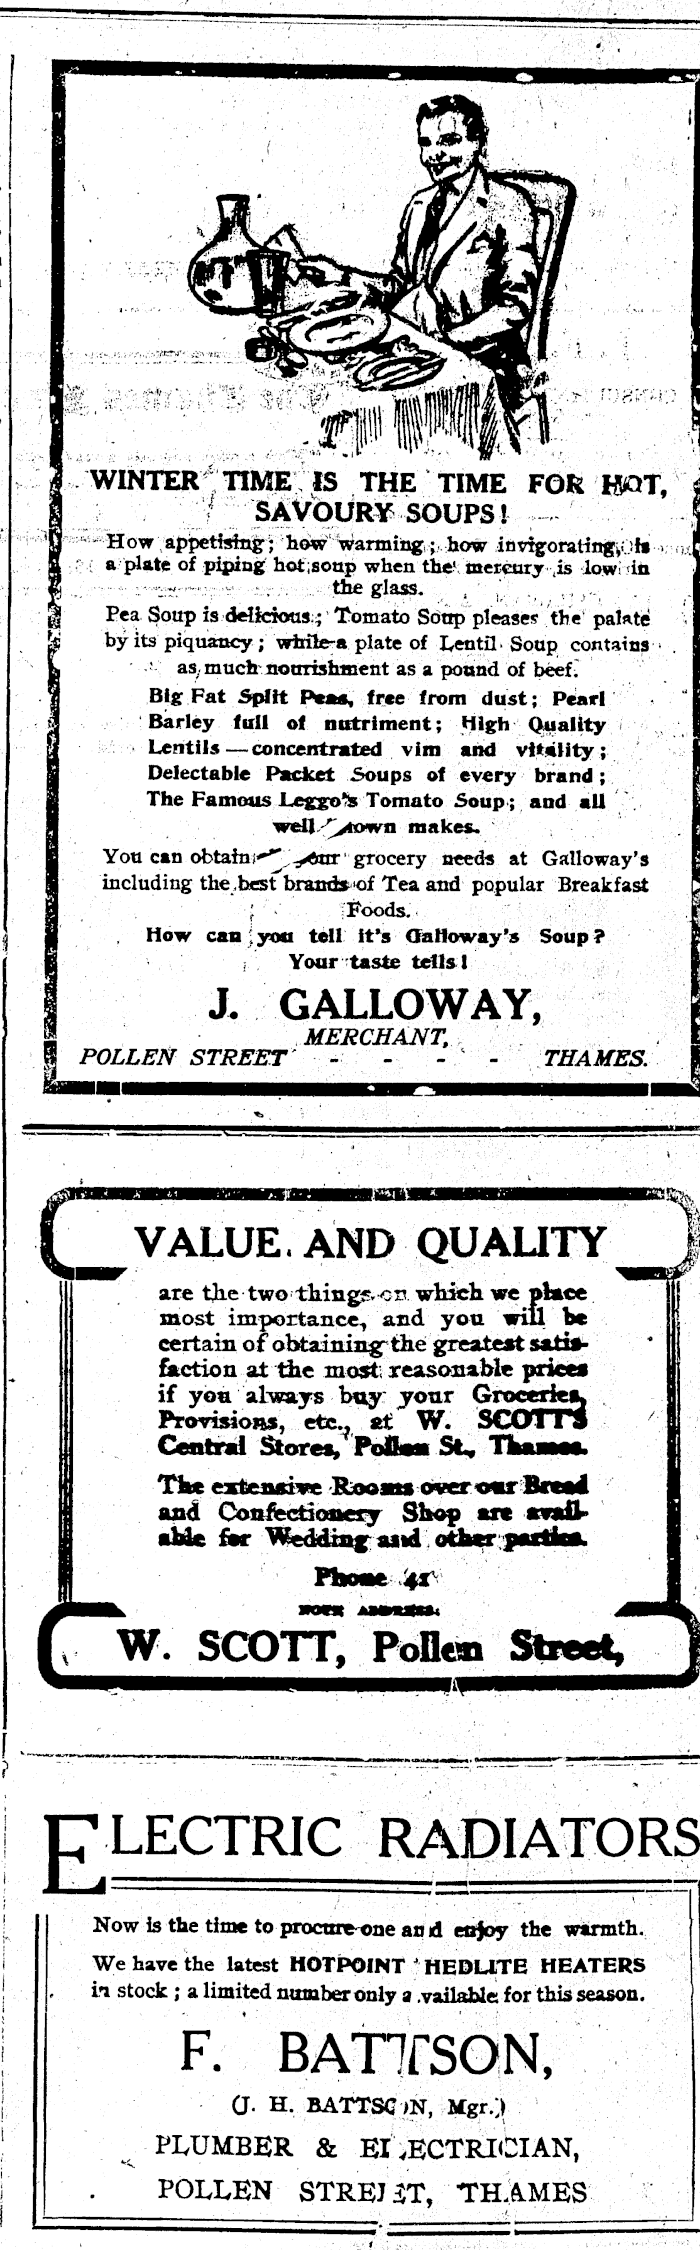 WINTER TIME IS THE TIME FOR HOT,
SAVOURY SOUPS!
How appetising; how warming; how invigorating, is
a plate of piping hot soup when the mercury is low in
the glass.
Pea Soup is delicious; Tomato Soup pleases the palate
by its piquancy; while a plate of Lentil Soup contains
as much nourishment as a pound of beef.
Big Fat Split Peas, free from dust; Pearl
Barley full of nutriment; High Quality
Lentils—concentrated vim and vitality;
Delectable Packet Soups of every brand;
The Famous Leggo's Tomato Soup; and all
well known makes.
You can obtain your grocery needs at Galloway's
including the best brands of Tea and popular Breakfast
Foods.
How can you tell it's Galloway's Soup?
Your taste tells!
J. GALLOWAY,
MERCHANT,
POLLEN STREET - - - - THAMES.
VALUE AND QUALITY
are the two things on which we place
most importance, and you will be
certain of obtaining the greatest satis-
faction at the most reasonable prices
if you always buy your Groceries,
Provisions, etc., at W. SCOTT'S
Central Stores, Pollen St., Thames.
The extensive Rooms over our Bread
and Confectionery Shop are avail-
able for Wedding and other parties.
Phone 41
NOTE ADDRESS:
W. SCOTT, Pollen Street,
ELECTRIC RADIATORS
Now is the time to procure one and enjoy the warmth.
We have the latest HOTPOINT HEDLITE HEATERS
in stock; a limited number only available for this season.
F. BATTSON,
(J. H. BATTSON, Mgr.)
PLUMBER & ELECTRICIAN,
POLLEN STREET, THAMES